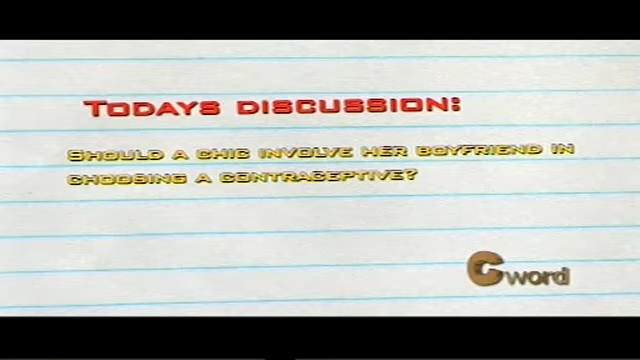 TODAYS DISCUSSION:
SHOULD A CHIC INVOLVE HER BOYFRIEND IN
CHOOSING A CONTRACEPTIVE?
Cword